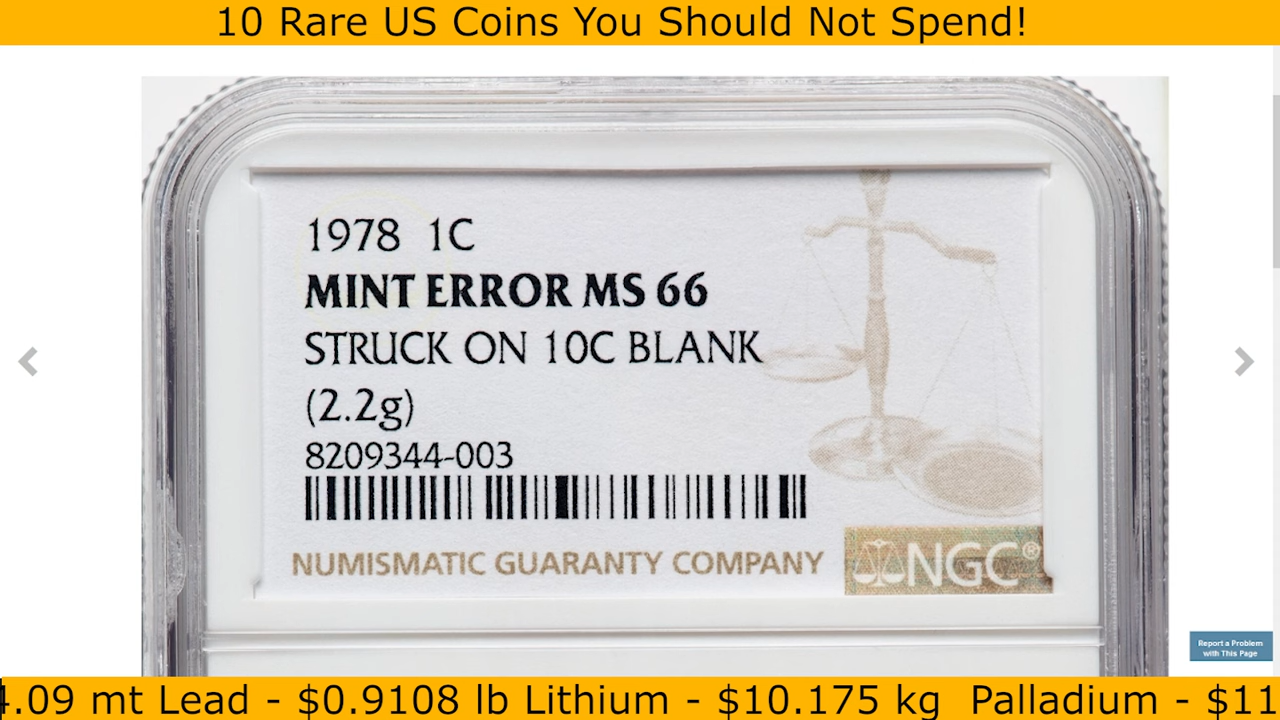 10 Rare US Coins You Should Not Spend!
1978 1C
MINT ERROR MS 66
STRUCK ON 10C BLANK
(2.2g)
8209344-003
NUMISMATIC GUARANTY COMPANY
NGC®
Report a Problem
with This Page
.09 mt Lead - $0.9108 lb Lithium - $10.175 kg Palladium - $11